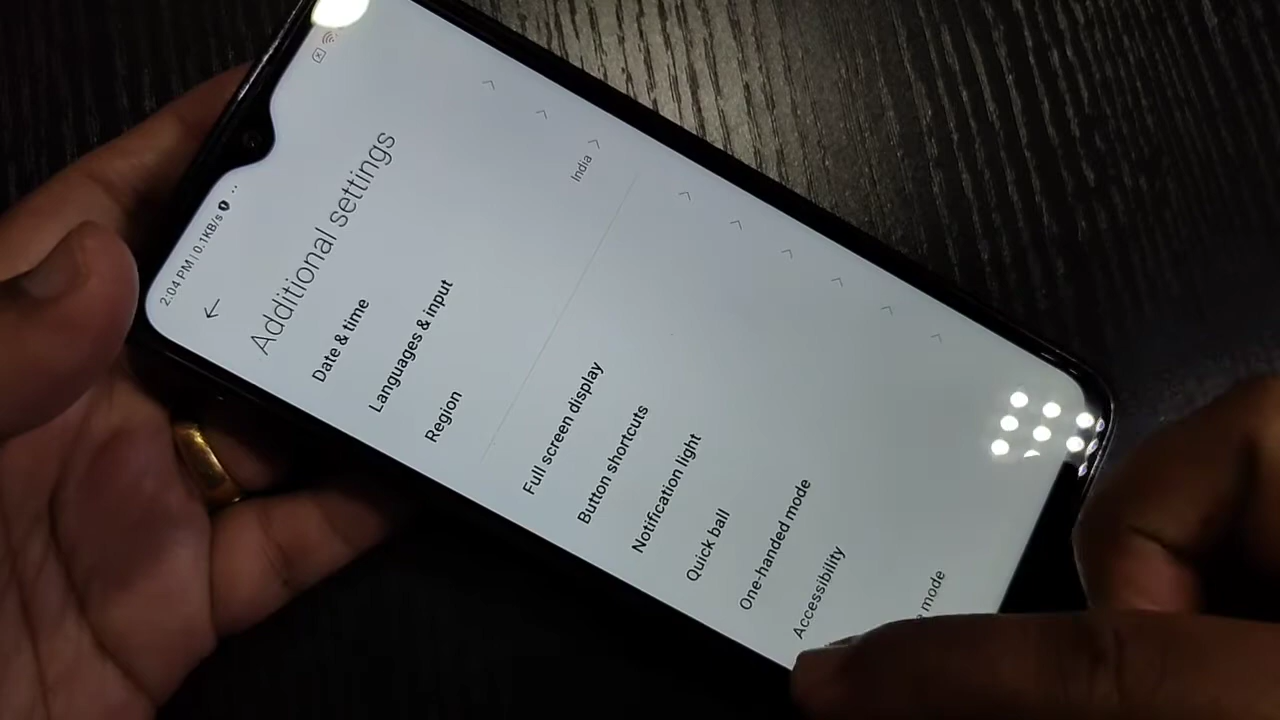 2:04 PM | 0.1KB/s
Additional settings
Date & time
Languages & input
Region
India
Full screen display
Button shortcuts
Notification light
Quick ball
One-handed mode
Accessibility
mode